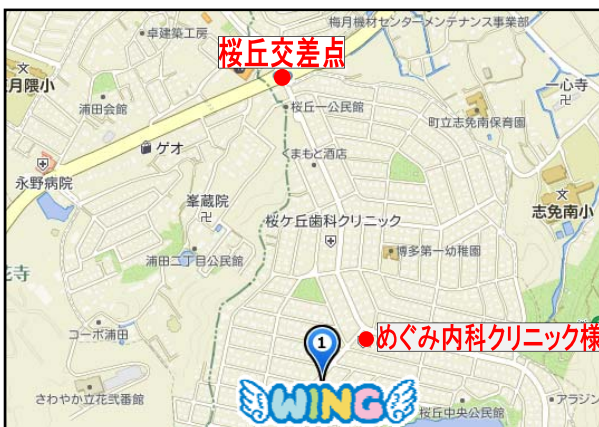 梅月機材センターメンテナンス事業部
卓建築工房
桜丘交差点
月隈小
浦田会館
桜丘一公民館
一心寺
町立志免南保育園
ゲオ
くまもと酒店
永野病院
峯蔵院
志免南小
桜ケ丘歯科クリニック
博多第一幼稚園
浦田二丁目公民館
寺
1
コーポ浦田
めぐみ内科クリニック様
さわやか立花弐番館
WING
桜丘中央公民館
アラジン